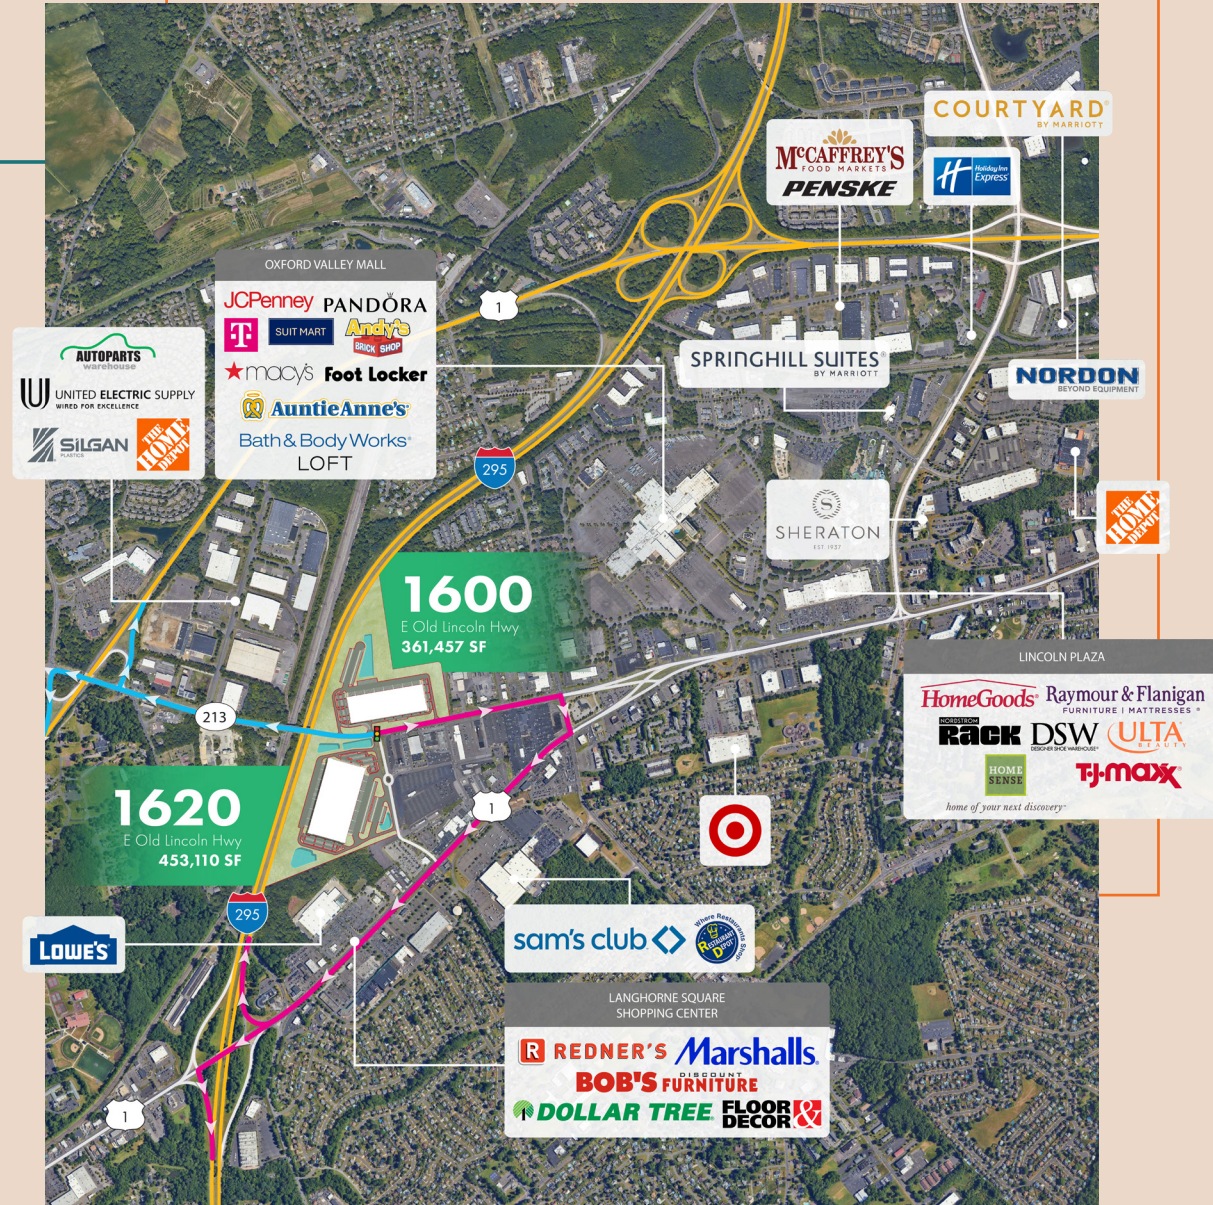 COURTYARD®
BY MARRIOTT
McCAFFREY'S
FOOD MARKETS
PENSKE
H Holiday Inn
Express
OXFORD VALLEY MALL
JCPenney PANDÖRA
T SUIT MART Andy's
BRICK SHOP
macy's Foot Locker
AuntieAnne's
Bath & Body Works®
LOFT
1
AUTOPARTS
warehouse
UNITED ELECTRIC SUPPLY
WIRED FOR EXCELLENCE
SiLGAN
PLASTICS
THE
HOME
DEPOT
SPRINGHILL SUITES®
BY MARRIOTT
NORDON
BEYOND EQUIPMENT
295
S
SHERATON
EST. 1937
THE
HOME
DEPOT
1600
E Old Lincoln Hwy
361,457 SF
LINCOLN PLAZA
HomeGoods® Raymour & Flanigan
FURNITURE | MATTRESSES ®
NORDSTROM
RACK DSW ULTA
DESIGNER SHOE WAREHOUSE® BEAUTY
HOME
SENSE
T·J·maxx®
home of your next discovery™
213
1620
E Old Lincoln Hwy
453,110 SF
1
295
LOWE'S
sam's club
Where Restaurants Shop
RESTAURANT
DEPOT
LANGHORNE SQUARE
SHOPPING CENTER
R REDNER'S Marshalls.
BOB'S DISCOUNT
FURNITURE
DOLLAR TREE FLOOR
DECOR &
1